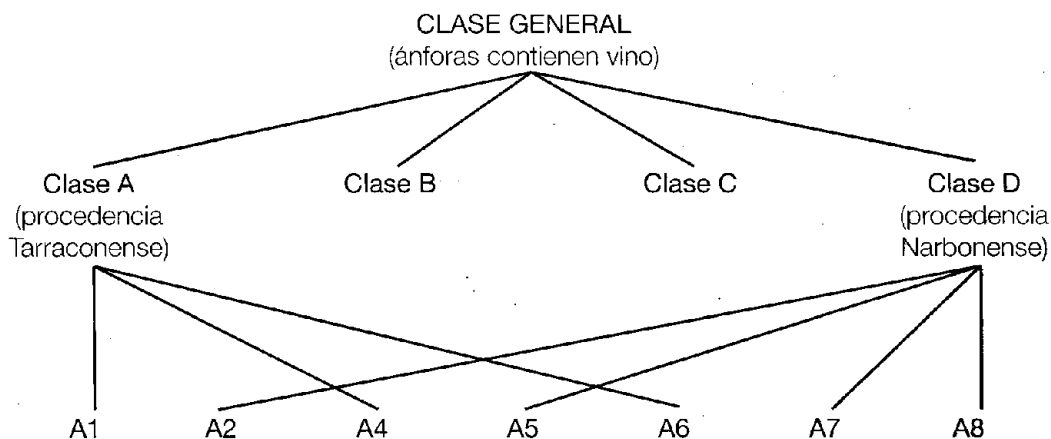 CLASE GENERAL
(ánforas contienen vino)
Clase A
(procedencia
Tarraconense)
Clase B
Clase C
Clase D
(procedencia
Narbonense)
A1
A2
A4
A5
A6
A7
A8